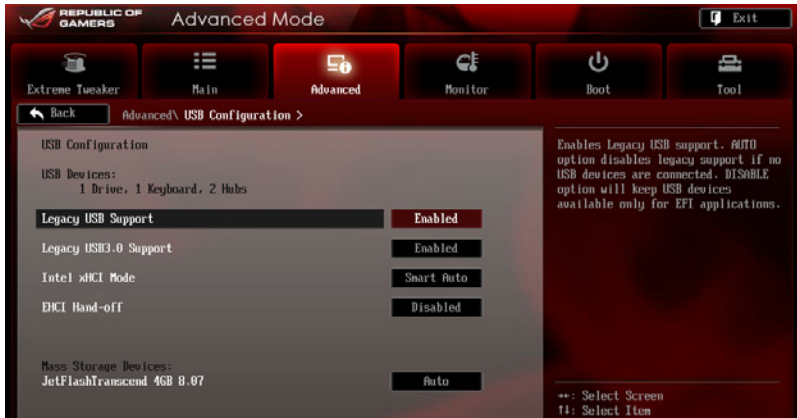 REPUBLIC OF
GAMERS
Advanced Mode
Exit
Extreme Tweaker
Main
Advanced
Monitor
Boot
Tool
Back
Advanced\ USB Configuration >
USB Configuration
USB Devices:
1 Drive, 1 Keyboard, 2 Hubs
Legacy USB Support Enabled
Legacy USB3.0 Support Enabled
Intel xHCI Mode Smart Auto
EHCI Hand-off Disabled
Mass Storage Devices:
JetFlashTranscend 4GB 8.07 Auto
Enables Legacy USB support. AUTO
option disables legacy support if no
USB devices are connected. DISABLE
option will keep USB devices
available only for EFI applications.
→←: Select Screen
↑↓: Select Item